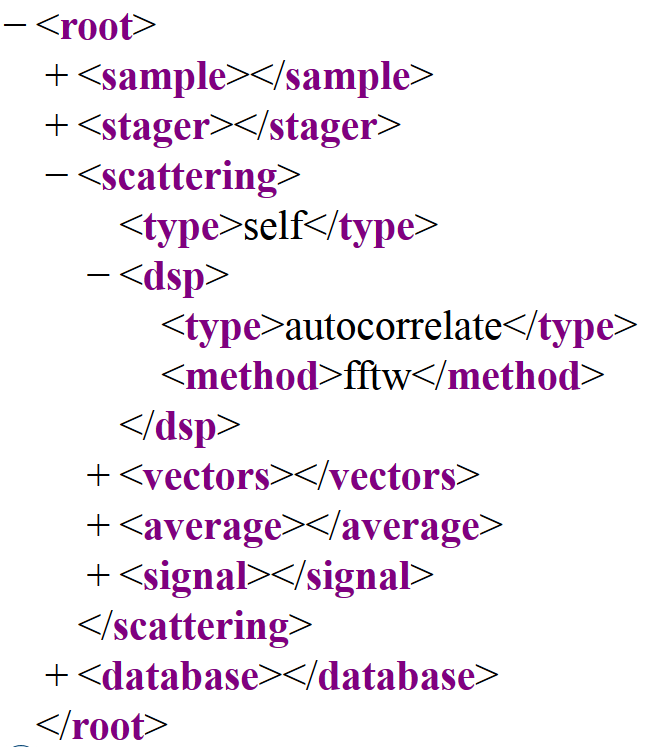 − <root>
+ <sample></sample>
+ <stager></stager>
− <scattering>
<type>self</type>
− <dsp>
<type>autocorrelate</type>
<method>fftw</method>
</dsp>
+ <vectors></vectors>
+ <average></average>
+ <signal></signal>
</scattering>
+ <database></database>
</root>